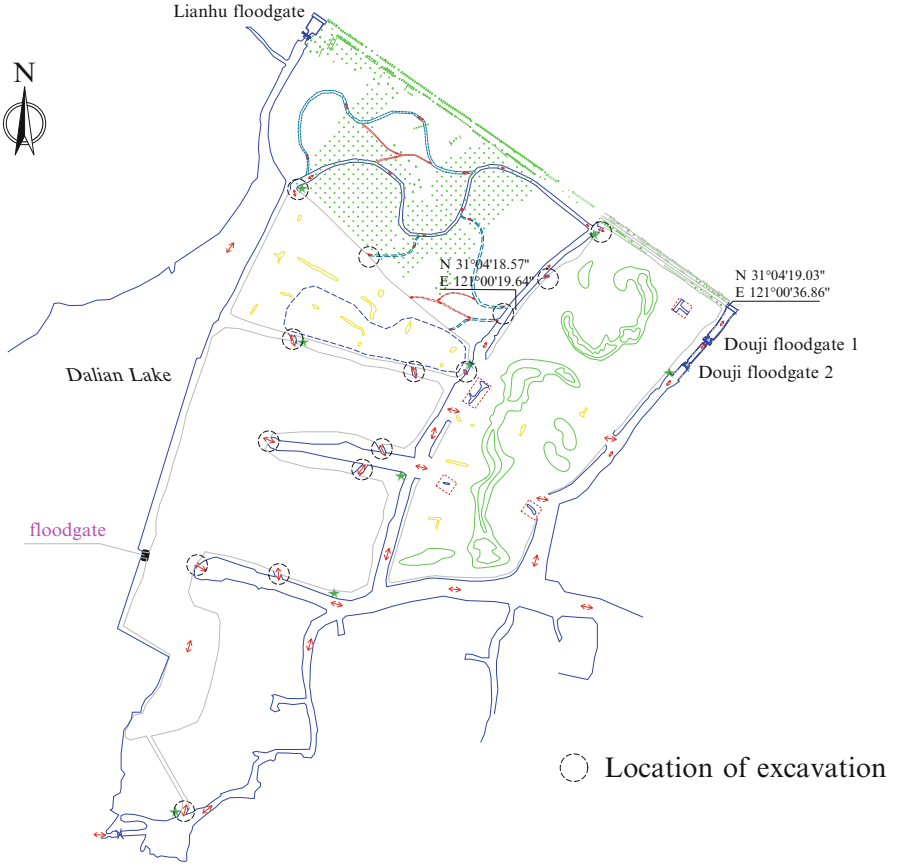 Lianhu floodgate
N
N 31°04'18.57"
E 121°00'19.64"
N 31°04'19.03"
E 121°00'36.86"
Douji floodgate 1
Douji floodgate 2
Dalian Lake
floodgate
Location of excavation